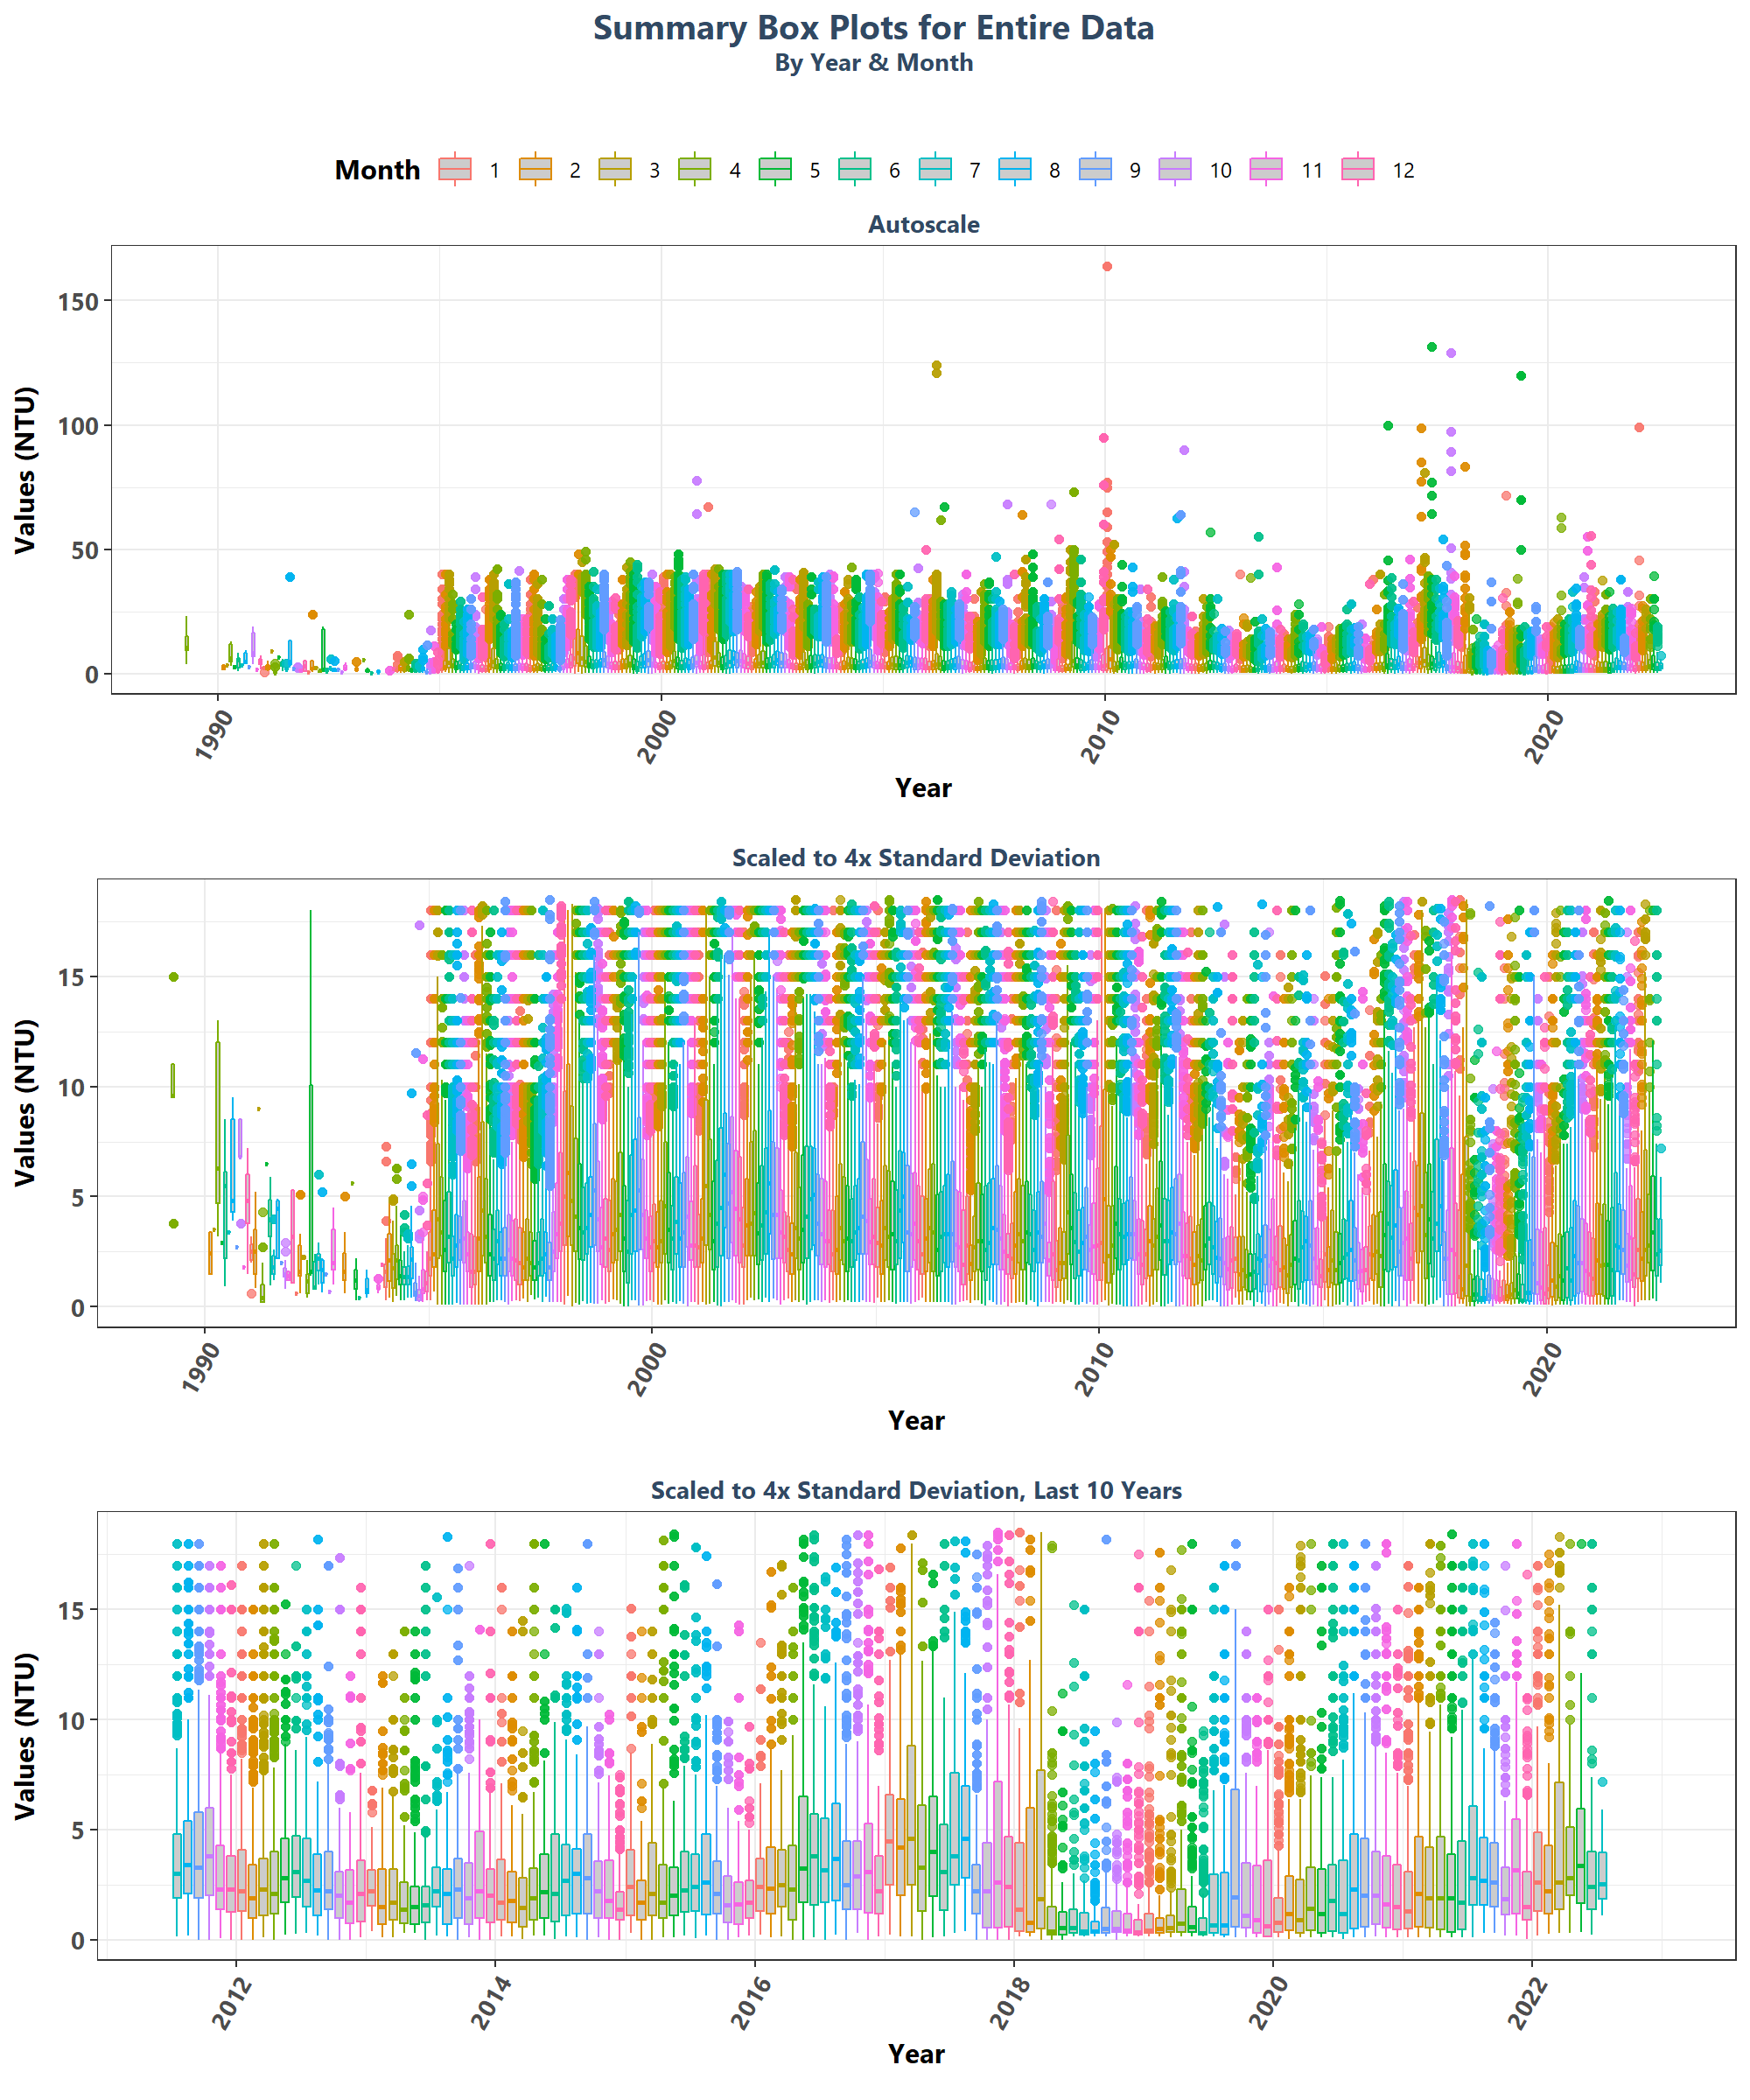 Summary Box Plots for Entire Data
By Year & Month
Month 1 2 3 4 5 6 7 8 9 10 11 12
Autoscale
Values (NTU)
150
100
50
0
1990 2000 2010 2020
Year
Scaled to 4x Standard Deviation
Values (NTU)
15
10
5
0
1990 2000 2010 2020
Year
Scaled to 4x Standard Deviation, Last 10 Years
Values (NTU)
15
10
5
0
2012 2014 2016 2018 2020 2022
Year